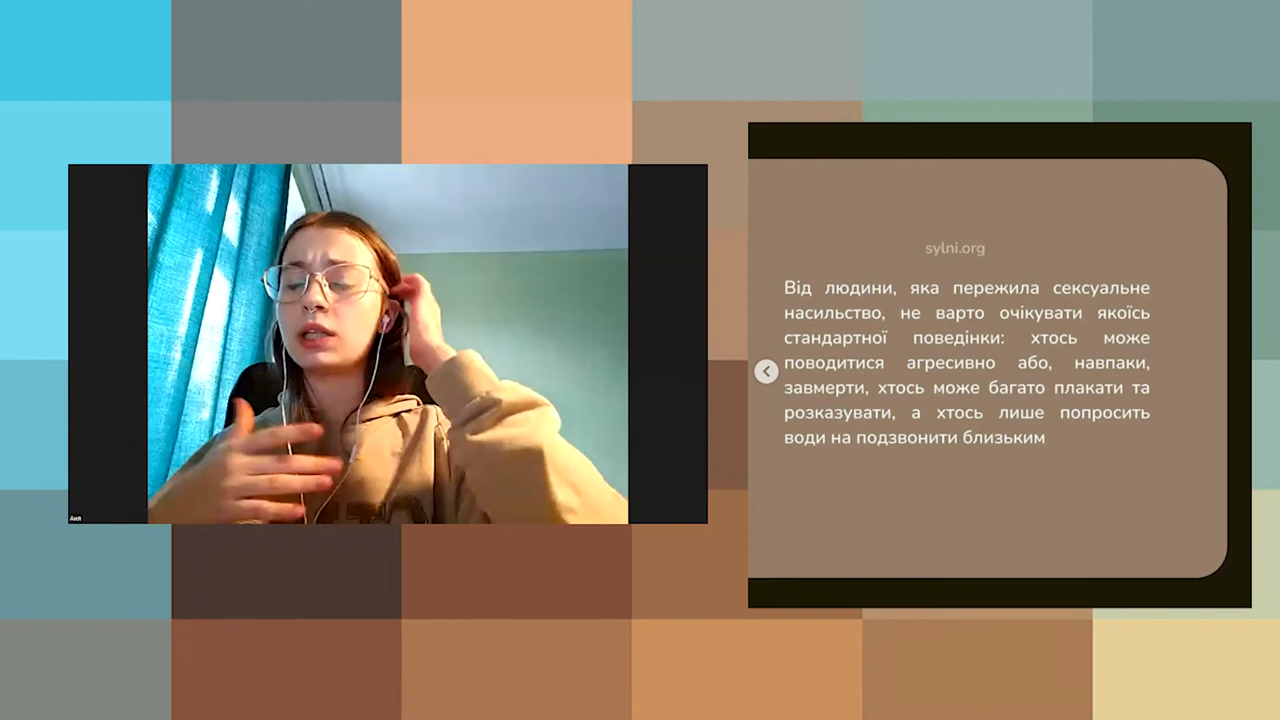 sylni.org
Від людини, яка пережила сексуальне
насильство, не варто очікувати якоїсь
стандартної поведінки: хтось може
поводитися агресивно або, навпаки,
завмерти, хтось може багато плакати та
розказувати, а хтось лише попросить
води на подзвонити близьким
Аня